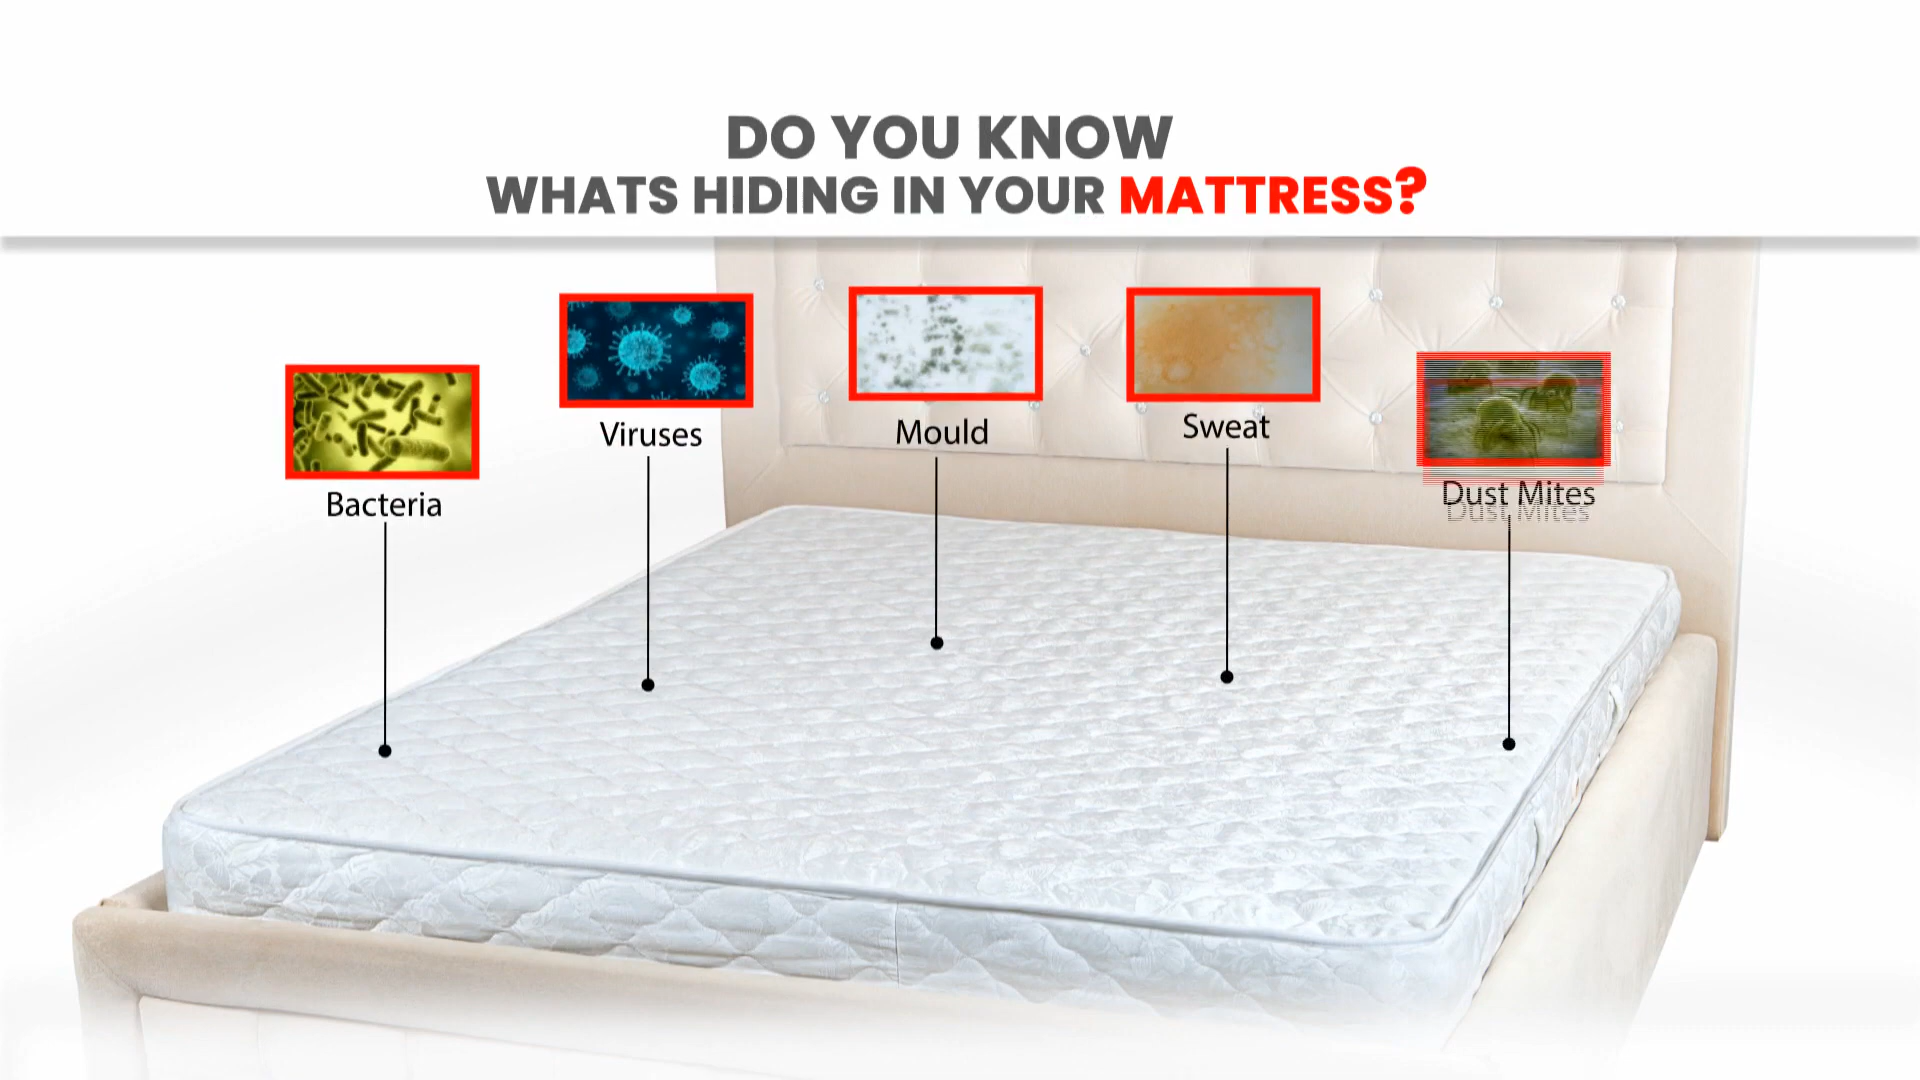 DO YOU KNOW
WHATS HIDING IN YOUR MATTRESS?
Bacteria
Viruses
Mould
Sweat
Dust Mites